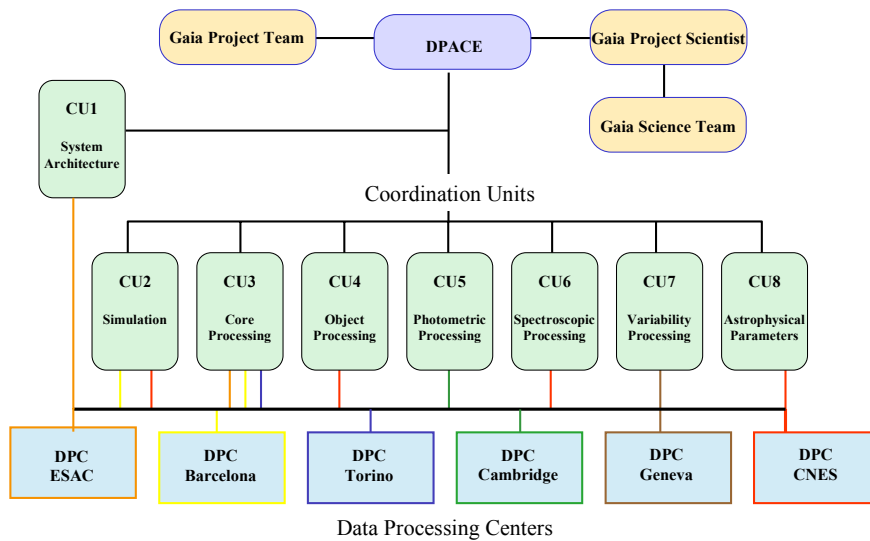 Gaia Project Team
DPACE
Gaia Project Scientist
Gaia Science Team
CU1
System
Architecture
Coordination Units
CU2
Simulation
CU3
Core
Processing
CU4
Object
Processing
CU5
Photometric
Processing
CU6
Spectroscopic
Processing
CU7
Variability
Processing
CU8
Astrophysical
Parameters
DPC
ESAC
DPC
Barcelona
DPC
Torino
DPC
Cambridge
DPC
Geneva
DPC
CNES
Data Processing Centers